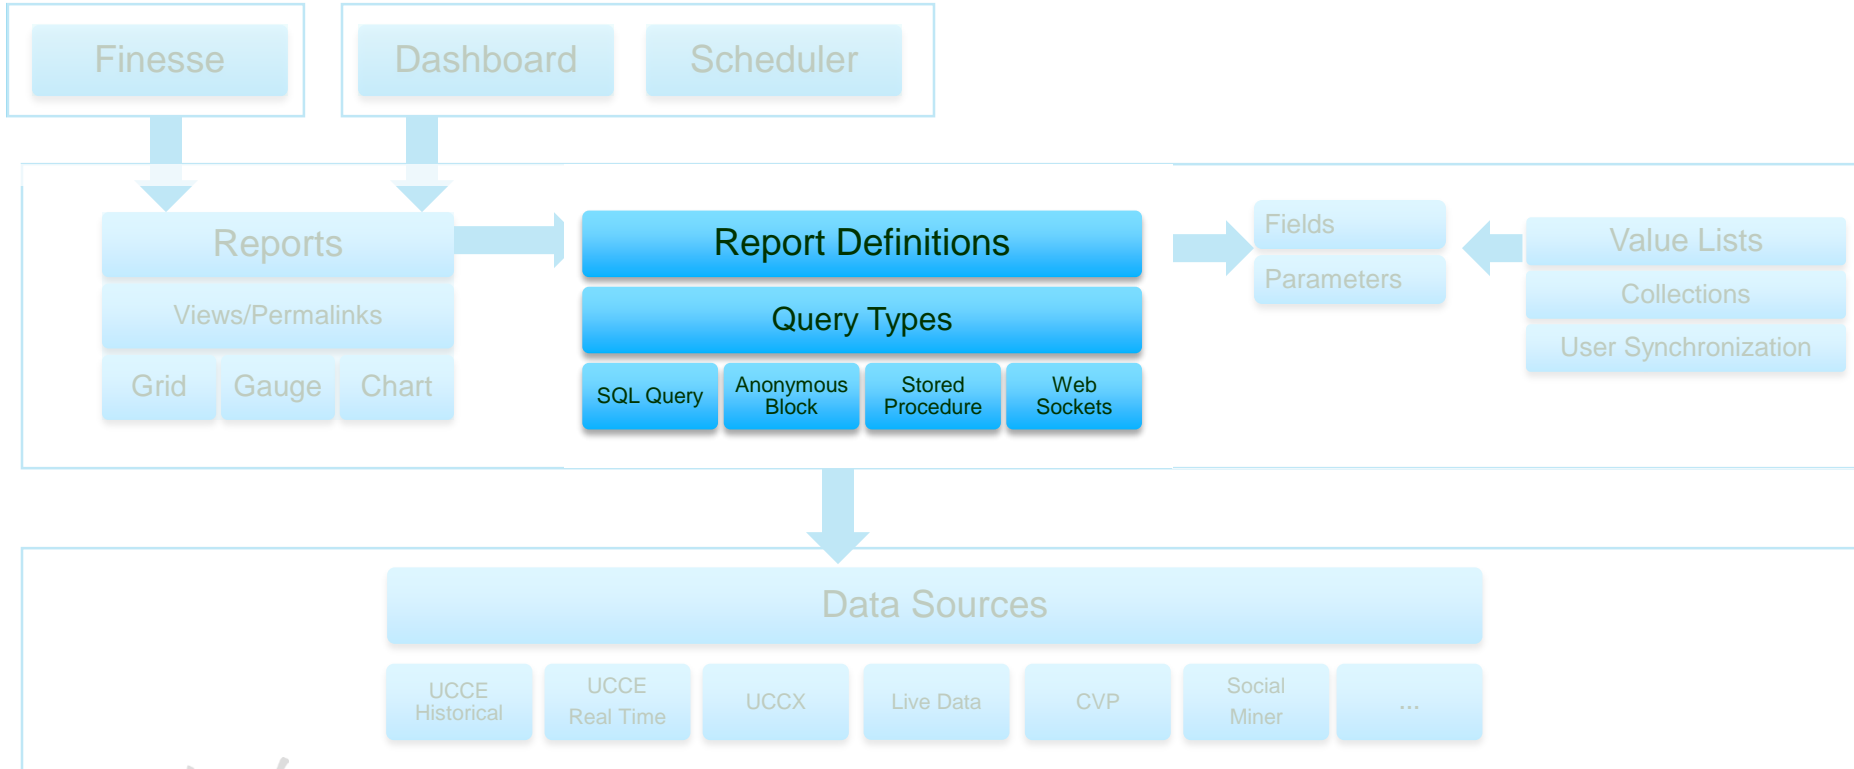 Finesse
Dashboard
Scheduler
Reports
Views/Permalinks
Grid
Gauge
Chart
Report Definitions
Query Types
SQL Query
Anonymous
Block
Stored
Procedure
Web
Sockets
Fields
Parameters
Value Lists
Collections
User Synchronization
Data Sources
UCCE
Historical
UCCE
Real Time
UCCX
Live Data
CVP
Social
Miner
...